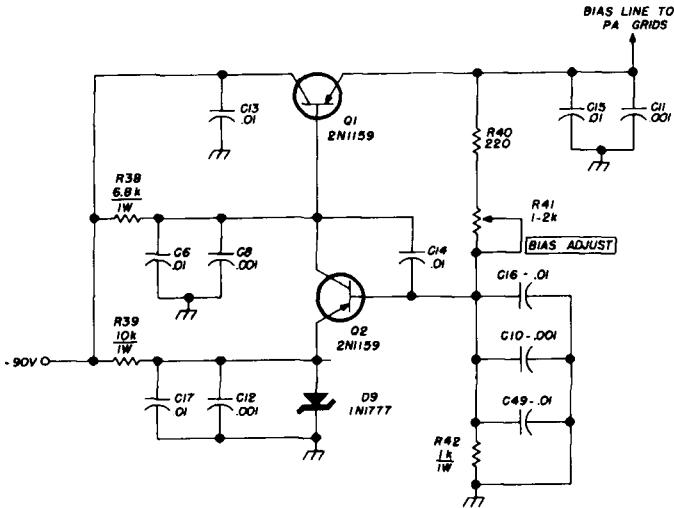 BIAS LINE TO
PA GRIDS
C13
.01
Q1
2N1159
C15
.01
C11
.001
R40
220
R38
6.8k
1W
R41
1-2k
BIAS ADJUST
C6
.01
C8
.001
C14
.01
C16-.01
Q2
2N1159
R39
10k
1W
-90V
C10-.001
C17
.01
C12
.001
D9
1N1777
C49-.01
R42
1k
1W